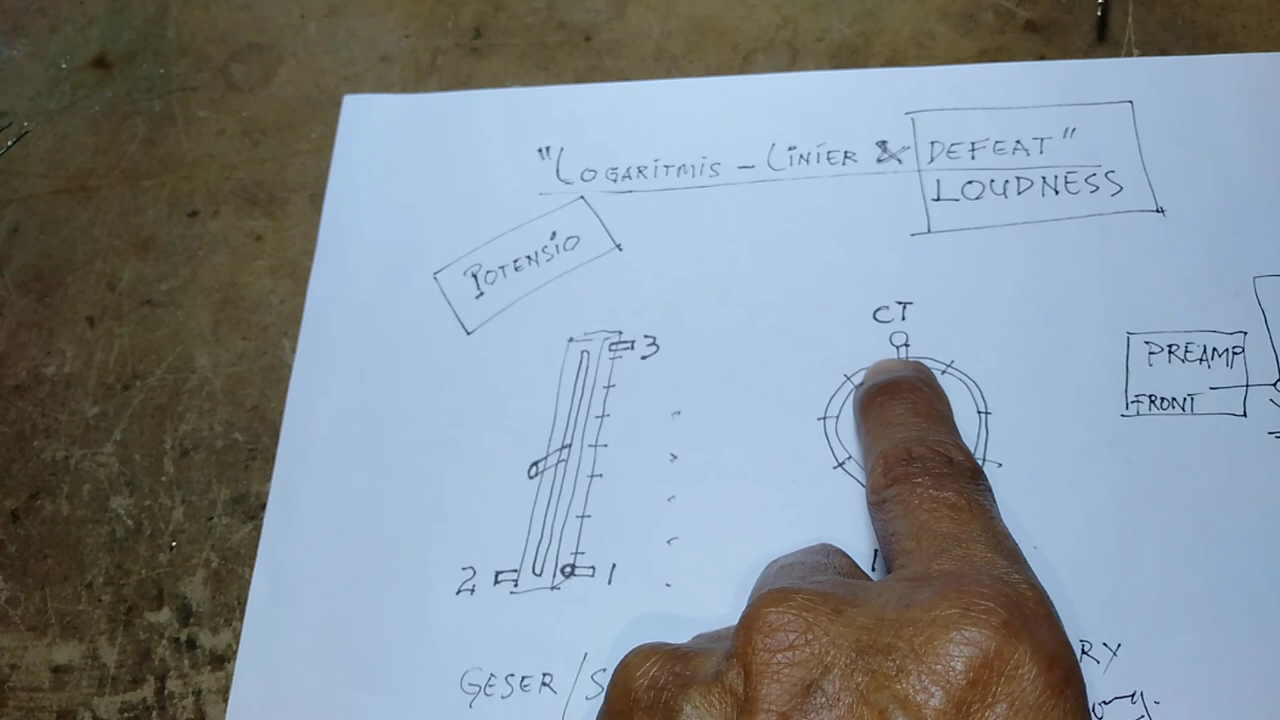 "LOGARITMIS - LINIER & DEFEAT"
LOUDNESS
POTENSIO
CT
3
PREAMP
FRONT
2
1
GESER/S
RY